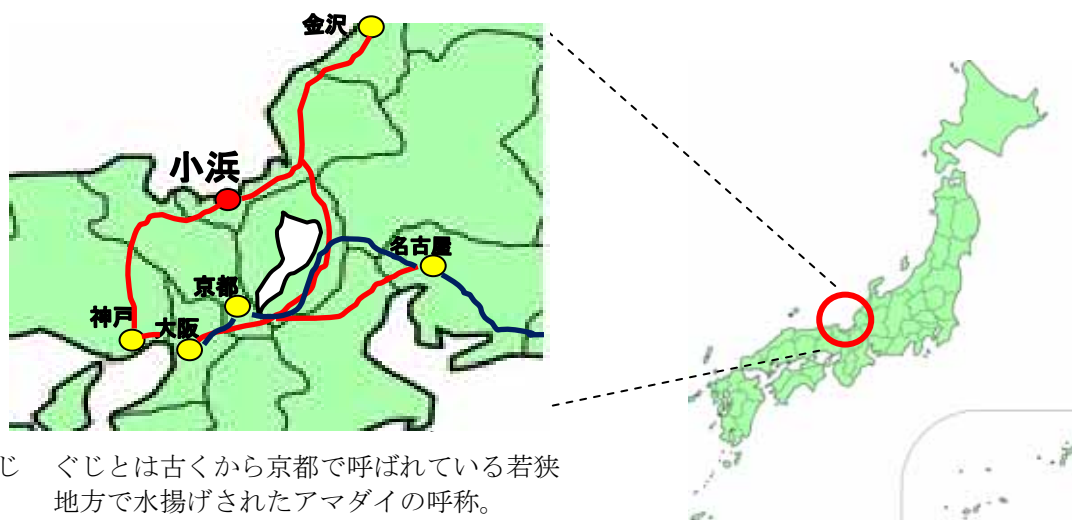 金沢
小浜
名古屋
京都
神戸
大阪
じ ぐじとは古くから京都で呼ばれている若狭
地方で水揚げされたアマダイの呼称。